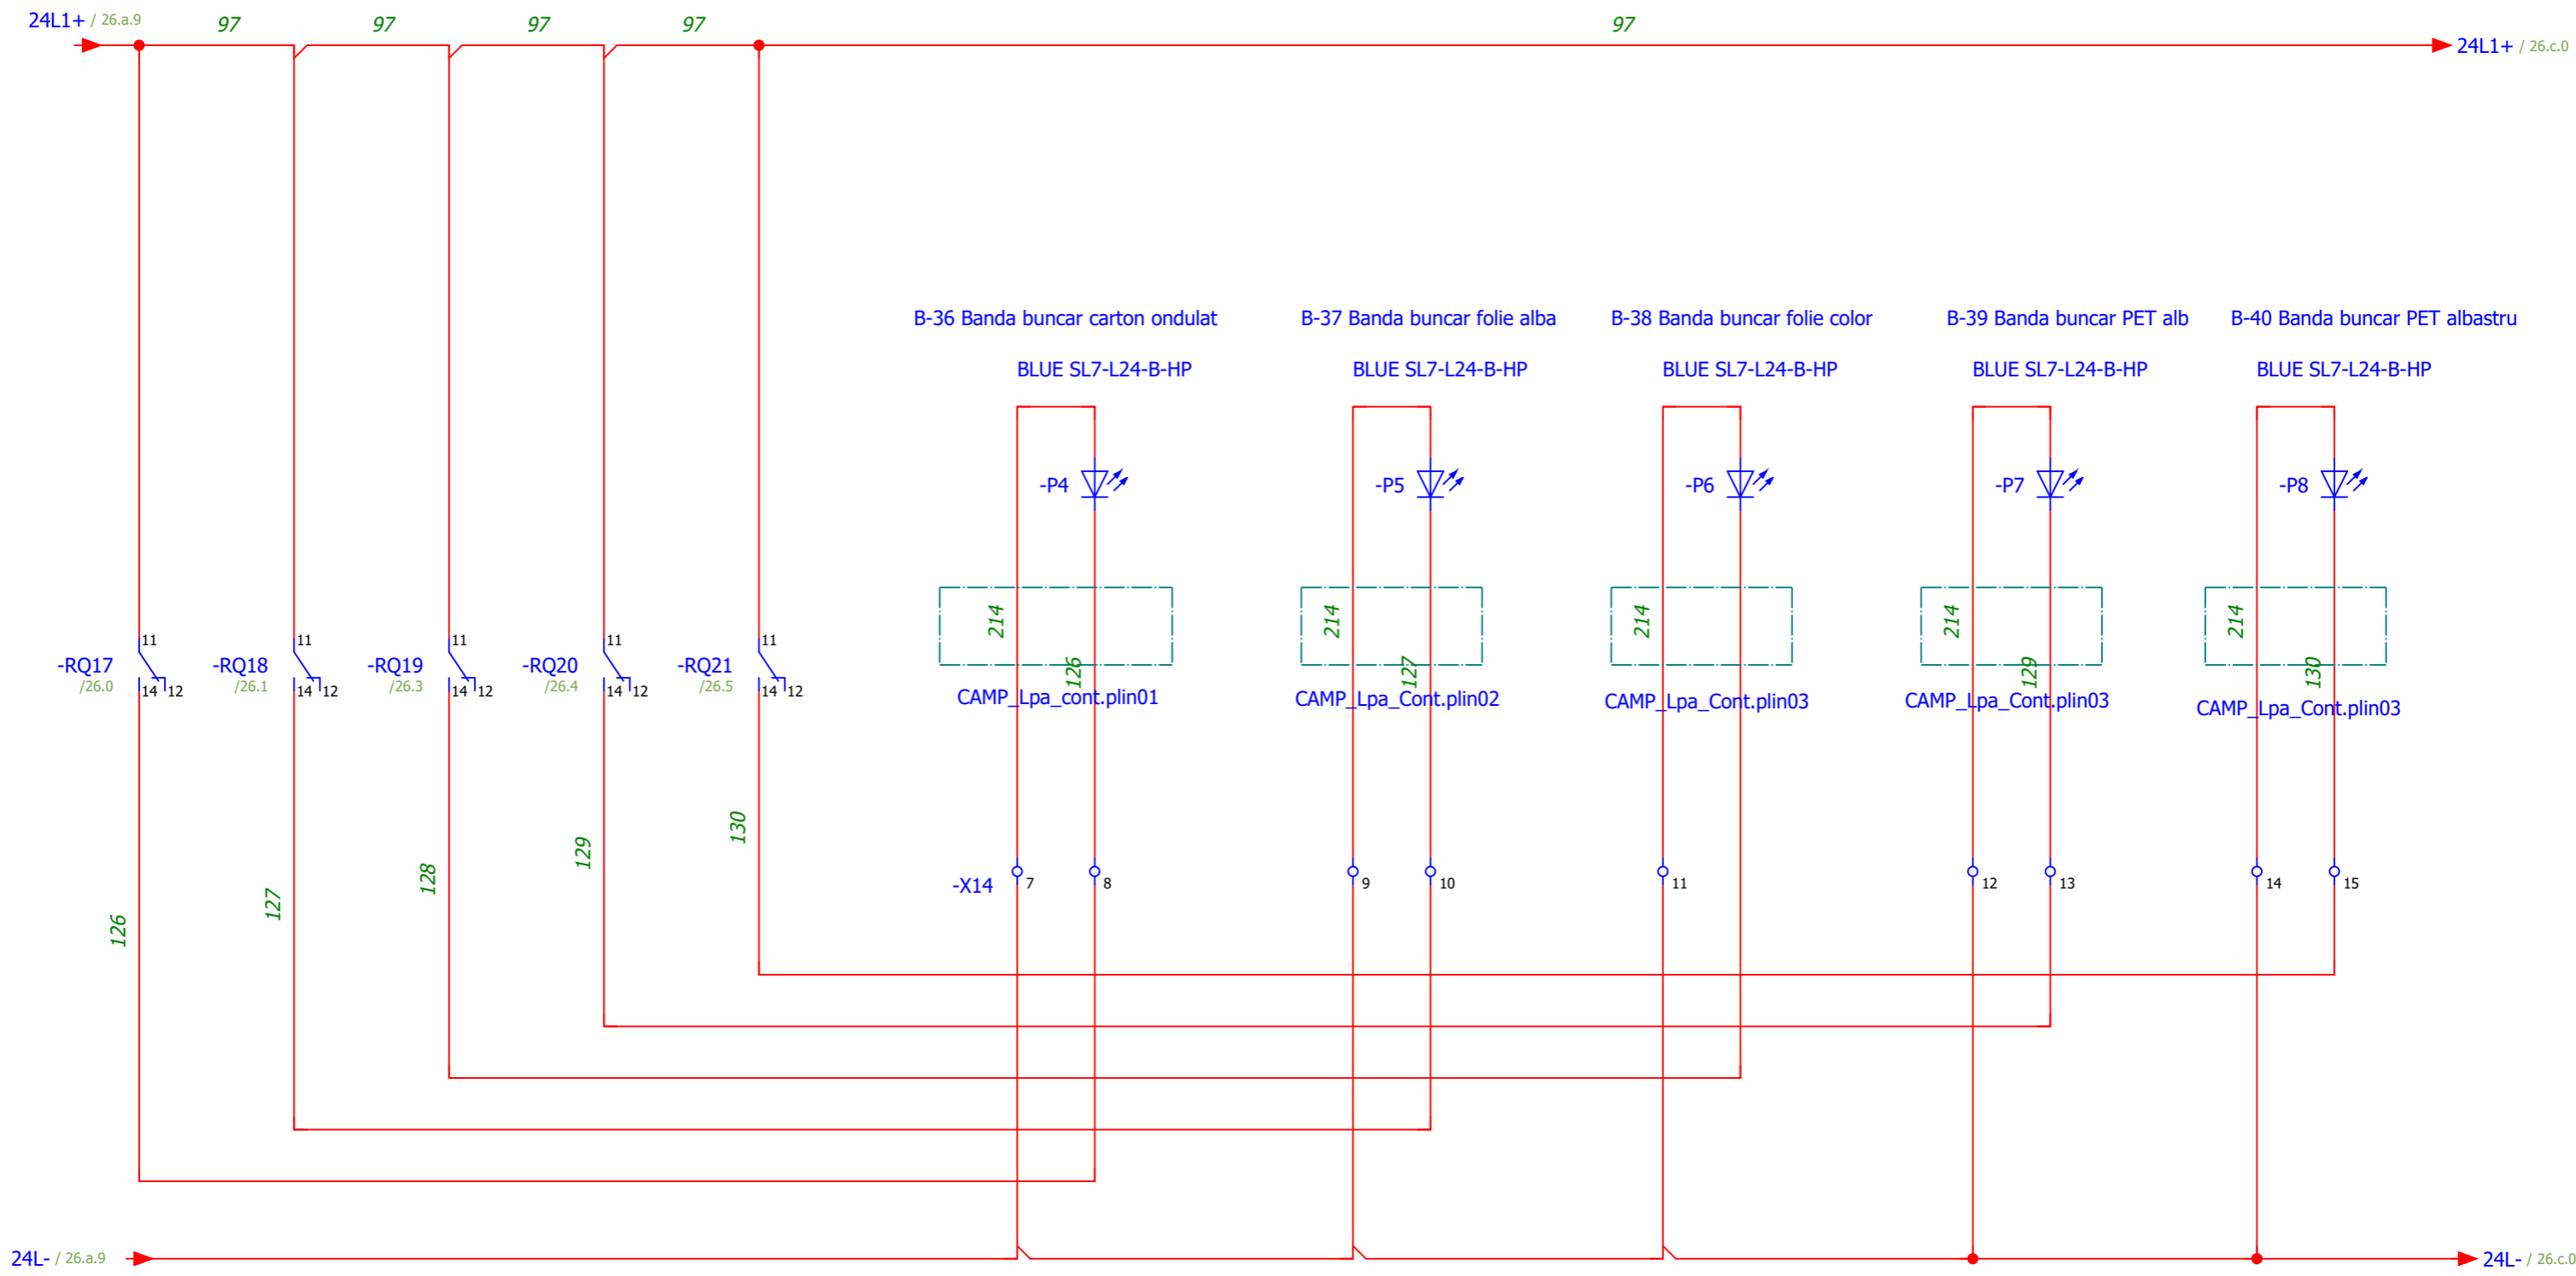 24L1+ / 26.a.9
97 97 97 97 97
24L1+ / 26.c.0
B-36 Banda buncar carton ondulat
B-37 Banda buncar folie alba
B-38 Banda buncar folie color
B-39 Banda buncar PET alb
B-40 Banda buncar PET albastru
BLUE SL7-L24-B-HP
BLUE SL7-L24-B-HP
BLUE SL7-L24-B-HP
BLUE SL7-L24-B-HP
BLUE SL7-L24-B-HP
-P4
-P5
-P6
-P7
-P8
214
214
214
214
214
11
-RQ17
/26.0
14 12
11
-RQ18
/26.1
14 12
11
-RQ19
/26.3
14 12
11
-RQ20
/26.4
14 12
11
-RQ21
/26.5
14 12
126
127
129
130
CAMP_Lpa_cont.plin01
CAMP_Lpa_Cont.plin02
CAMP_Lpa_Cont.plin03
CAMP_Lpa_Cont.plin03
CAMP_Lpa_Cont.plin03
126
127
128
129
130
-X14
7
8
9
10
11
12
13
14
15
24L- / 26.a.9
24L- / 26.c.0